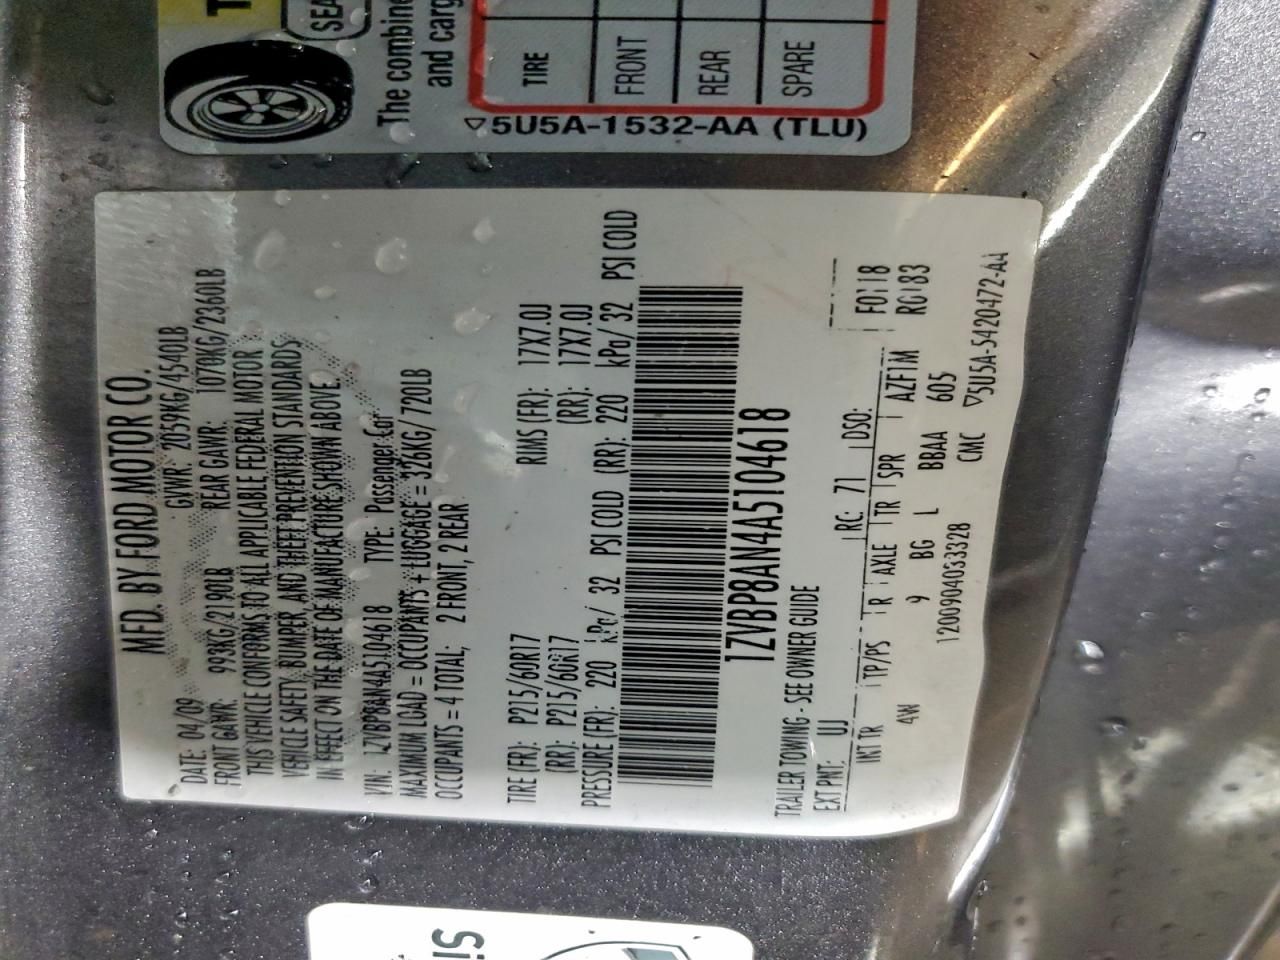 SEA
The combine
and carg
TIRE
FRONT
REAR
SPARE
5U5A-1532-AA (TLU)
MFD. BY FORD MOTOR CO.
DATE: 04/09 GVWR: 2059KG/4540LB
FRONT GAWR: 993KG/2190LB REAR GAWR: 1070KG/2360LB
THIS VEHICLE CONFORMS TO ALL APPLICABLE FEDERAL MOTOR
VEHICLE SAFETY, BUMPER, AND THEFT PREVENTION STANDARDS
IN EFFECT ON THE DATE OF MANUFACTURE SHOWN ABOVE.
VIN: 1ZVBP8AN4A5104618 TYPE: Passenger Car
MAXIMUM LOAD = OCCUPANTS + LUGGAGE = 326KG/720LB
OCCUPANTS = 4 TOTAL; 2 FRONT, 2 REAR
TIRE FR): P215/60R17 RIMS (FR): 17X7.0J
(RR): P215/60R17 (RR): 17X7.0J
PRESSURE (FR): 220 kPa/ 32 PSI COLD (RR): 220 kPa/ 32 PSI COLD
1ZVBP8AN4A5104618
TRAILER TOWING - SEE OWNER GUIDE
EXT PNT: UJ RC: 71 DSO:
INT TR TP/PS R AXLE TR SPR AZF1M F0118
4W 9 BG L BBAA 605 RG183
120090403328 CMC 5U5A-5420472-AA
SI